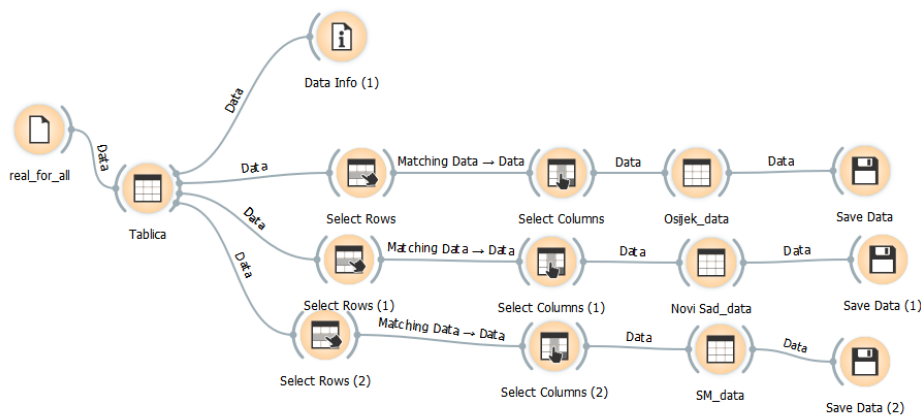 Data
Data Info (1)
Data
real_for_all
Data
Tablica
Data
Select Rows
Matching Data → Data
Select Columns
Data
Osijek_data
Data
Save Data
Data
Select Rows (1)
Matching Data → Data
Select Columns (1)
Data
Novi Sad_data
Data
Save Data (1)
Data
Select Rows (2)
Matching Data → Data
Select Columns (2)
Data
SM_data
Data
Save Data (2)